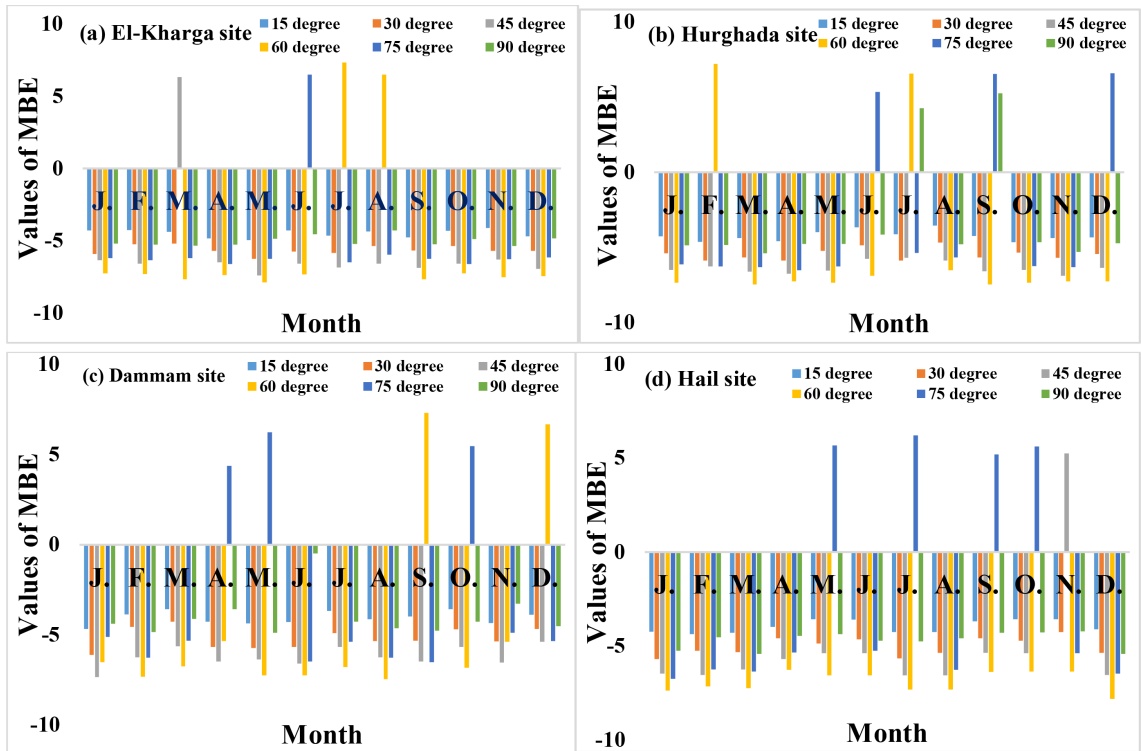 10
5
0
-5
-10
Values of MBE
(a) El-Kharga site
15 degree 30 degree 45 degree
60 degree 75 degree 90 degree
J. F. M. A. M. J. J. A. S. O. N. D.
Month
10
0
-10
Values of MBE
(b) Hurghada site
15 degree 30 degree 45 degree
60 degree 75 degree 90 degree
J. F. M. A. M. J. J. A. S. O. N. D.
Month
10
5
0
-5
-10
Values of MBE
(c) Dammam site
15 degree 30 degree 45 degree
60 degree 75 degree 90 degree
J. F. M. A. M. J. J. A. S. O. N. D.
Month
10
5
0
-5
-10
Values of MBE
(d) Hail site
15 degree 30 degree 45 degree
60 degree 75 degree 90 degree
J. F. M. A. M. J. J. A. S. O. N. D.
Month